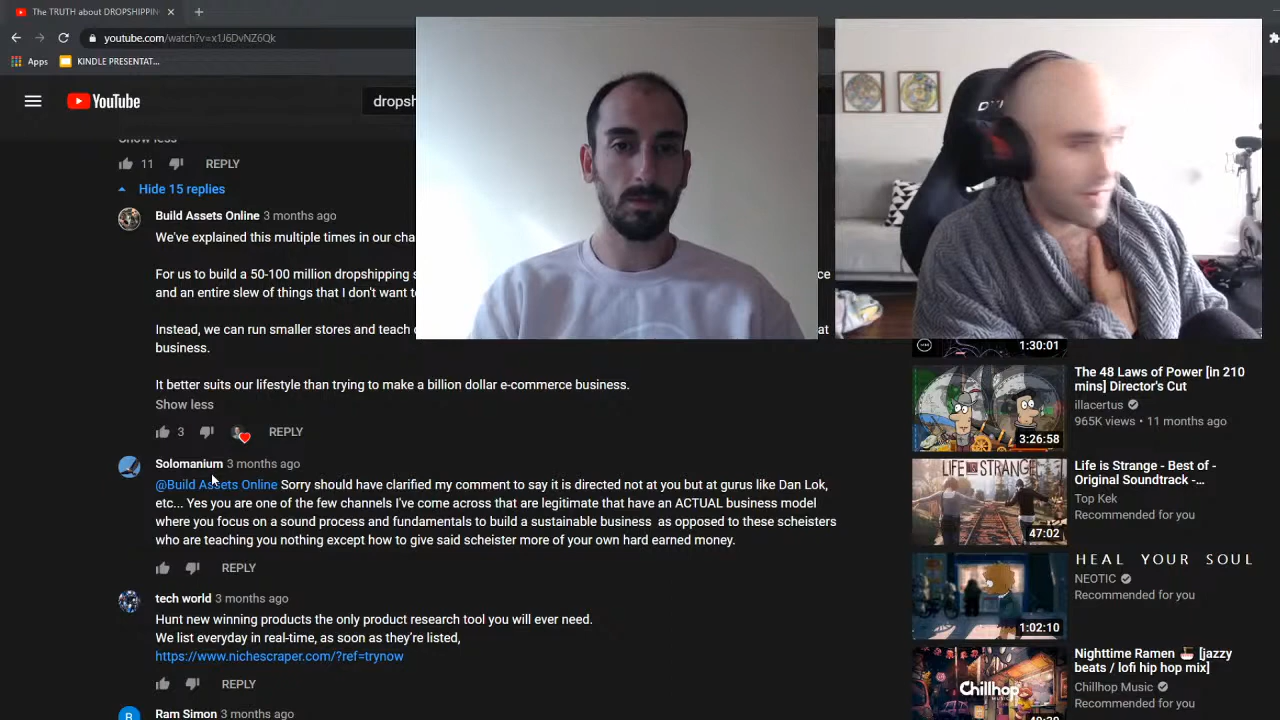 The TRUTH about DROPSHIPPIN
youtube.com/watch?v=x1J6DvNZ6Qk
Apps
KINDLE PRESENTAT...
YouTube
dropsh
Show less
11
REPLY
Hide 15 replies
Build Assets Online 3 months ago
We've explained this multiple times in our cha
For us to build a 50-100 million dropshipping s
ce
and an entire slew of things that I don't want t
Instead, we can run smaller stores and teach
at
business.
It better suits our lifestyle than trying to make a billion dollar e-commerce business.
Show less
3
REPLY
Solomanium 3 months ago
@Build Assets Online Sorry should have clarified my comment to say it is directed not at you but at gurus like Dan Lok,
etc... Yes you are one of the few channels I've come across that are legitimate that have an ACTUAL business model
where you focus on a sound process and fundamentals to build a sustainable business as opposed to these scheisters
who are teaching you nothing except how to give said scheister more of your own hard earned money.
REPLY
tech world 3 months ago
Hunt new winning products the only product research tool you will ever need.
We list everyday in real-time, as soon as they're listed,
https://www.nichescraper.com/?ref=trynow
REPLY
B
Ram Simon 3 months ago
1:30:01
The 48 Laws of Power [in 210
mins] Director's Cut
illacertus
965K views • 11 months ago
3:26:58
LIFE IS STRANGE
Life is Strange - Best of -
Original Soundtrack -...
Top Kek
Recommended for you
47:02
HEAL YOUR SOUL
NEOTIC
Recommended for you
1:02:10
Nighttime Ramen 🍜 [jazzy
beats / lofi hip hop mix]
Chillhop
Chillhop Music
Recommended for you